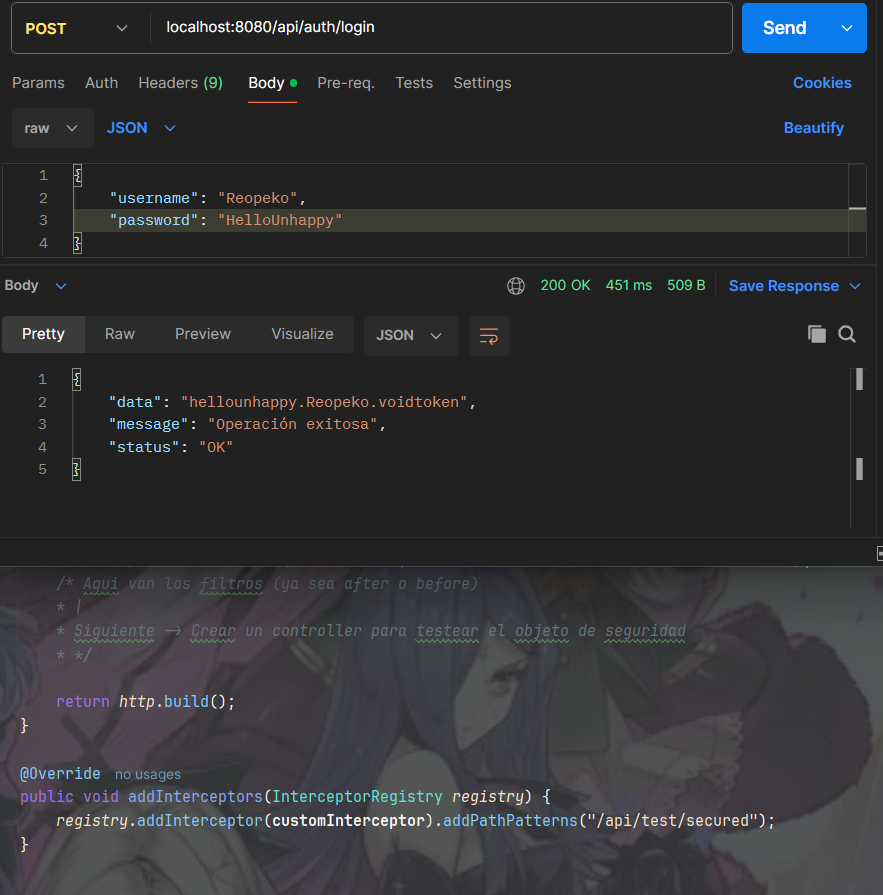 POST localhost:8080/api/auth/login Send
Params Auth Headers (9) Body Pre-req. Tests Settings Cookies
raw JSON Beautify
1 {
2 "username": "Reopeko",
3 "password": "HelloUnhappy"
4 }
Body 200 OK 451 ms 509 B Save Response
Pretty Raw Preview Visualize JSON
1 {
2 "data": "hellounhappy.Reopeko.voidtoken",
3 "message": "Operación exitosa",
4 "status": "OK"
5 }
/* Aqui van los filtros (ya sea after o before)
* |
* Siguiente -> Crear un controller para testear el objeto de seguridad
* */
return http.build();
}
@Override no usages
public void addInterceptors(InterceptorRegistry registry) {
registry.addInterceptor(customInterceptor).addPathPatterns("/api/test/secured");
}